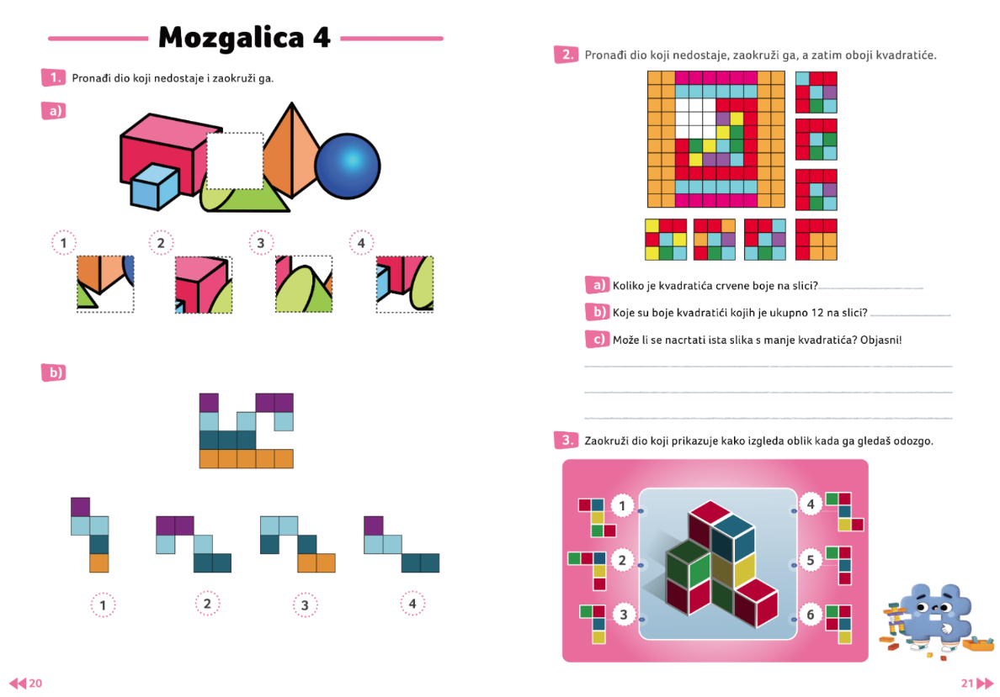 Mozgalica 4
1. Pronađi dio koji nedostaje i zaokruži ga.
a)
1 2 3 4
b)
1 2 3 4
20
2. Pronađi dio koji nedostaje, zaokruži ga, a zatim oboji kvadratiće.
a) Koliko je kvadratića crvene boje na slici?
b) Koje su boje kvadratići kojih je ukupno 12 na slici?
c) Može li se nacrtati ista slika s manje kvadratića? Objasni!
3. Zaokruži dio koji prikazuje kako izgleda oblik kada ga gledaš odozgo.
1 4
2 5
3 6
21